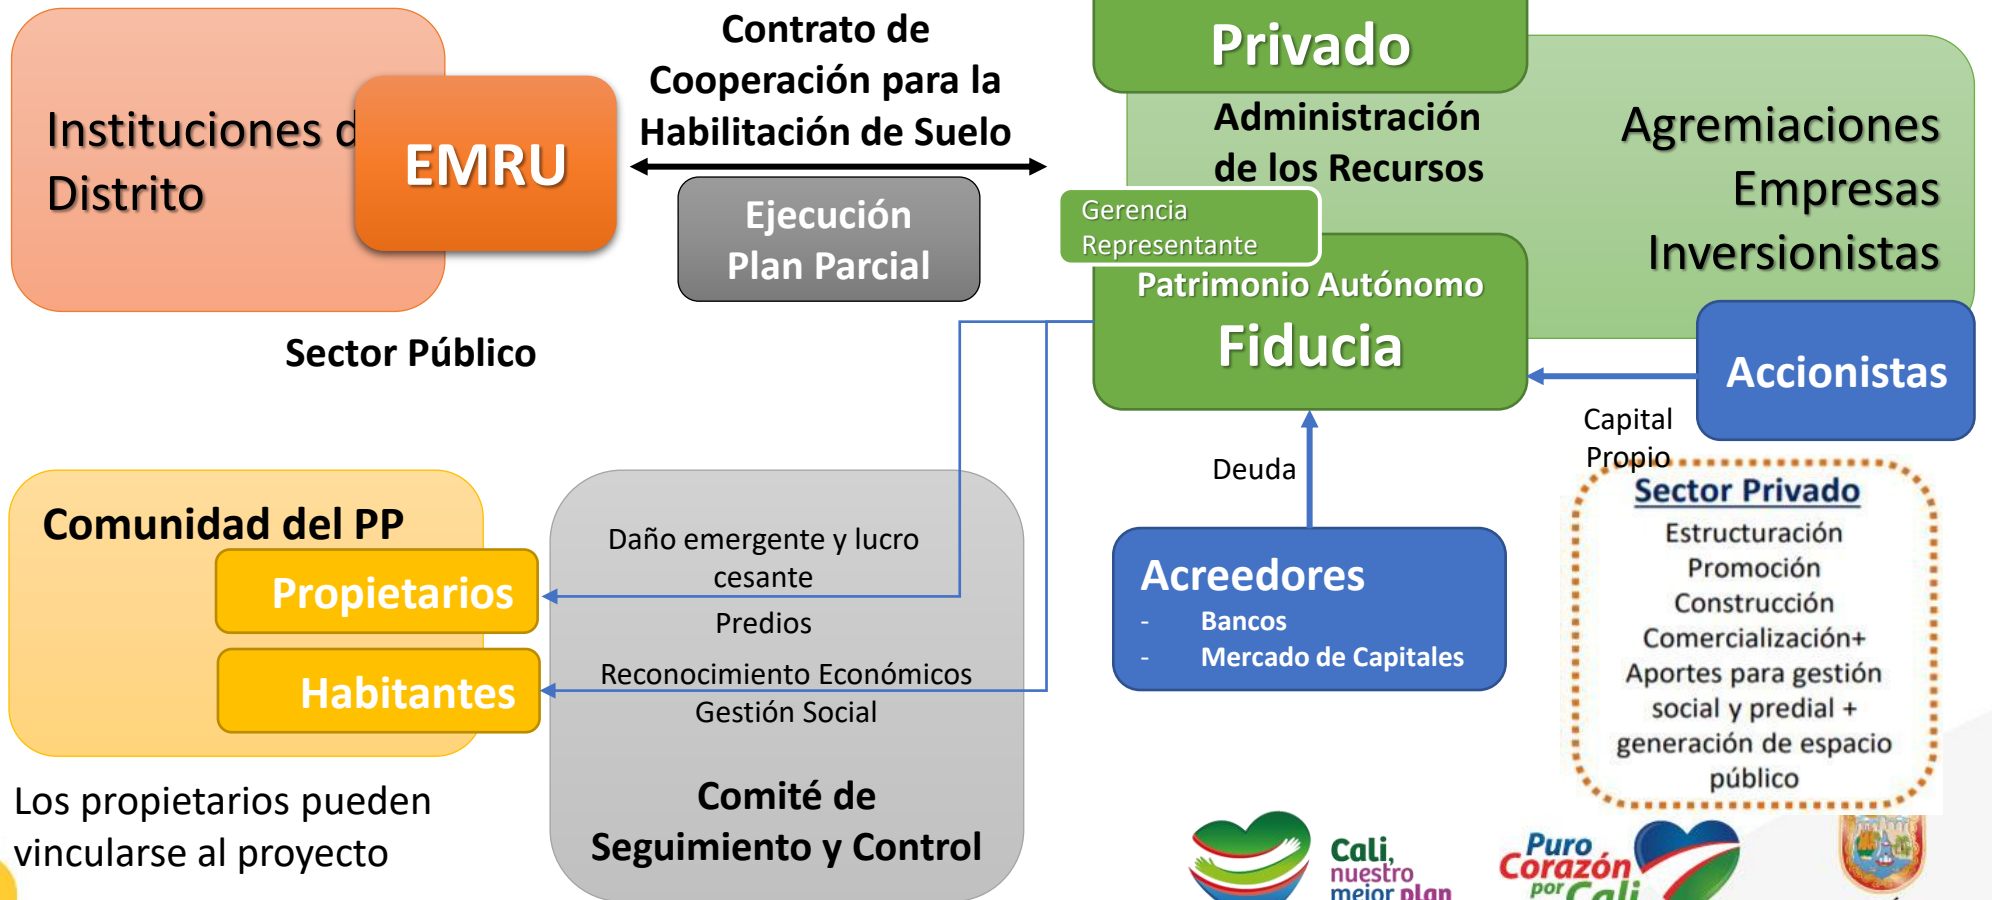 Instituciones d
Distrito
EMRU
Sector Público
Contrato de
Cooperación para la
Habilitación de Suelo
Ejecución
Plan Parcial
Privado
Administración
de los Recursos
Gerencia
Representante
Patrimonio Autónomo
Fiducia
Agremiaciones
Empresas
Inversionistas
Accionistas
Capital
Propio
Deuda
Acreedores
- Bancos
- Mercado de Capitales
Sector Privado
Estructuración
Promoción
Construcción
Comercialización+
Aportes para gestión
social y predial +
generación de espacio
público
Comunidad del PP
Propietarios
Habitantes
Los propietarios pueden
vincularse al proyecto
Daño emergente y lucro
cesante
Predios
Reconocimiento Económicos
Gestión Social
Comité de
Seguimiento y Control
Cali,
nuestro
mejor plan
Puro
Corazón
por Cali